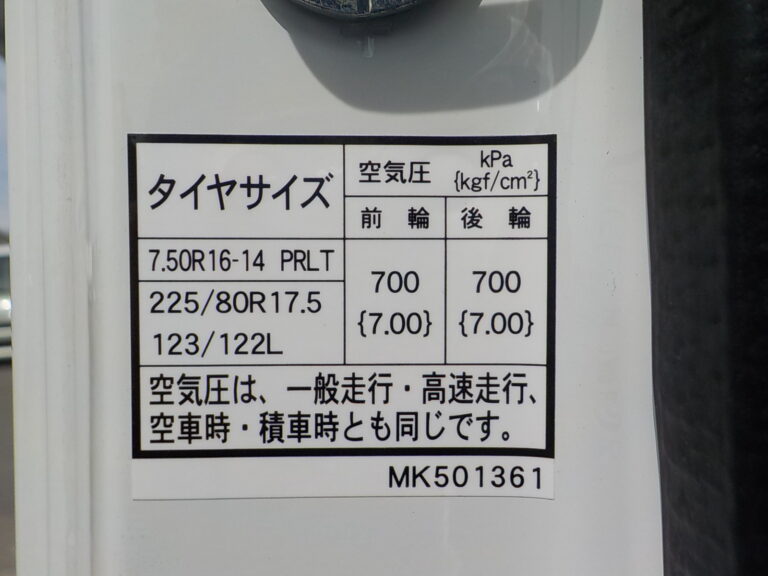 タイヤサイズ
空気圧 kPa
{kgf/cm²}
前輪 後輪
7.50R16-14 PRLT
225/80R17.5
123/122L
700 700
{7.00} {7.00}
空気圧は、一般走行・高速走行、
空車時・積車時とも同じです。
MK501361